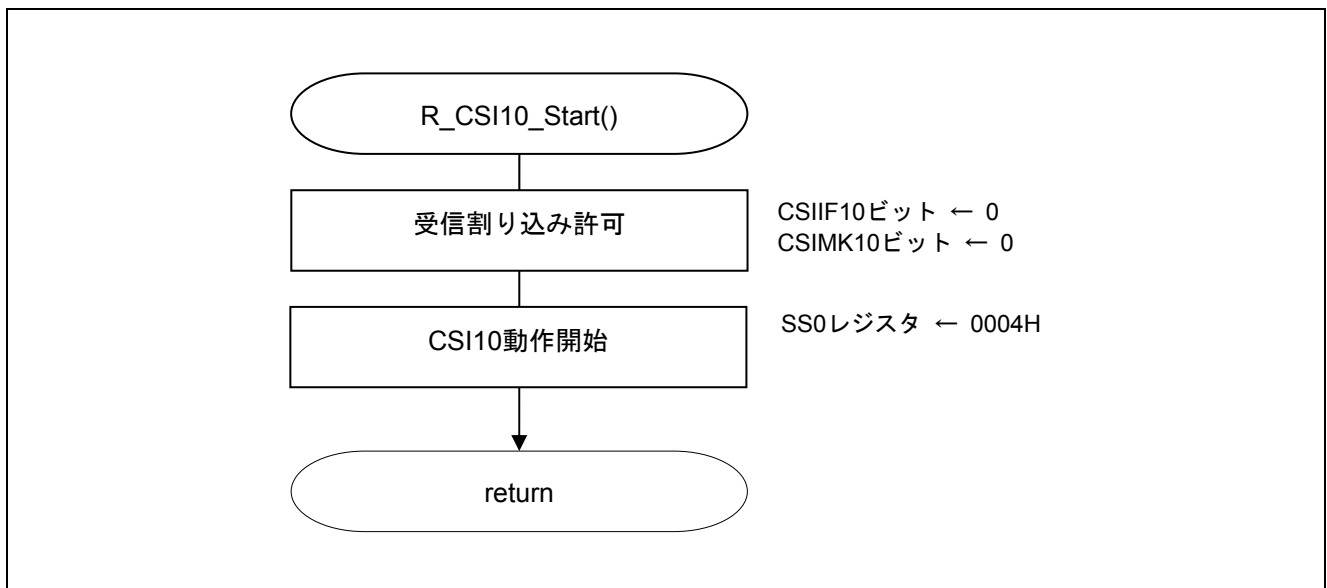 R_CSI10_Start()
受信割り込み許可
CSIIF10ビット ← 0
CSIMK10ビット ← 0
CSI10動作開始
SS0レジスタ ← 0004H
return